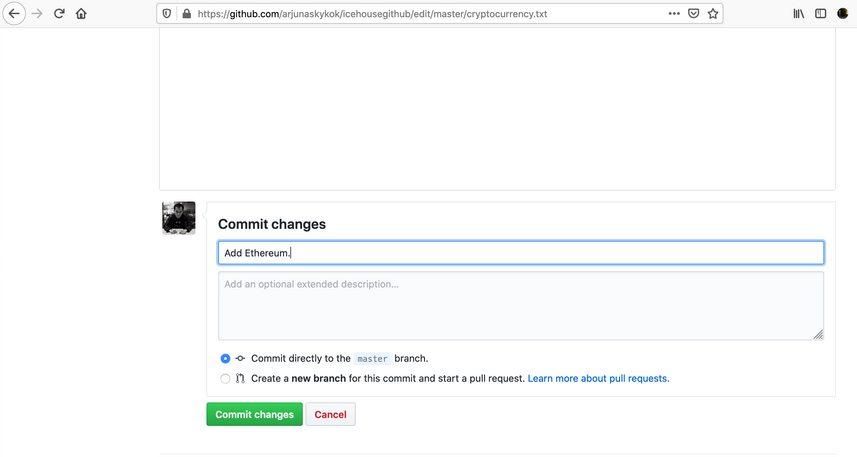 https://github.com/arjunaskykok/icehousegithub/edit/master/cryptocurrency.txt
Commit changes
Add Ethereum.
Add an optional extended description...
Commit directly to the master branch.
Create a new branch for this commit and start a pull request. Learn more about pull requests.
Commit changes Cancel